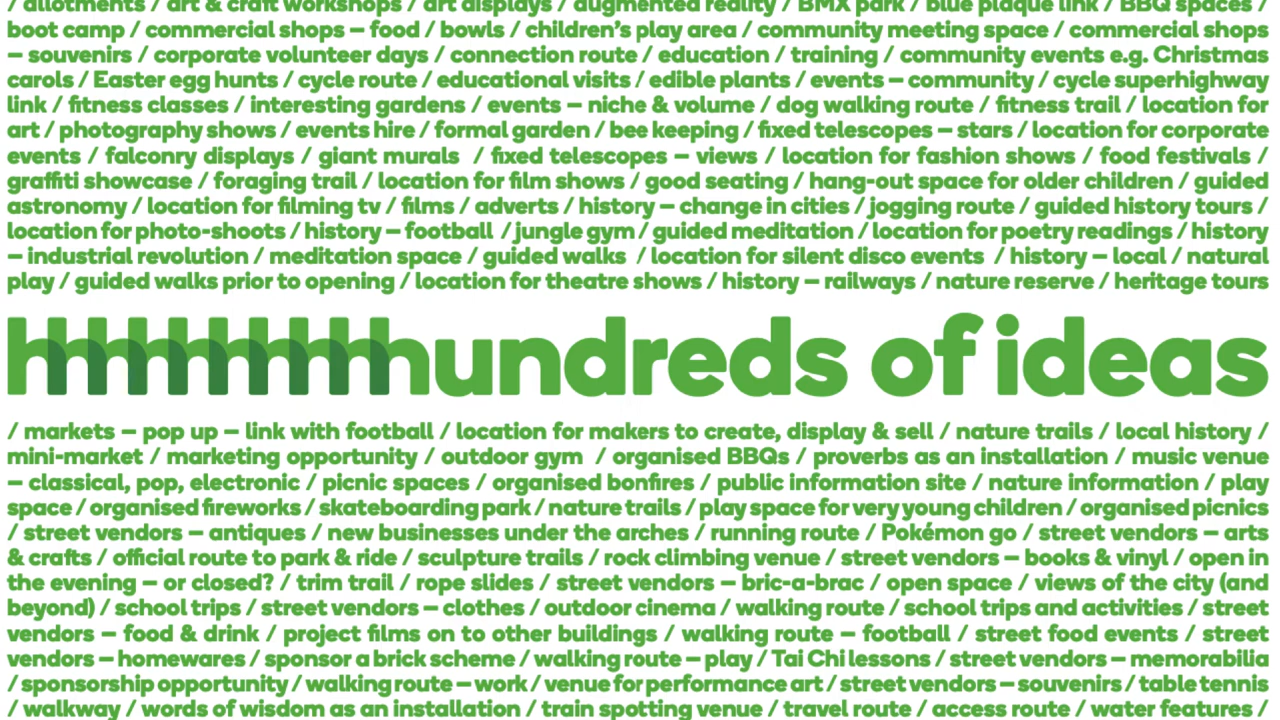 / allotments / art & craft workshops / art displays / augmented reality / BMX park / blue plaque link / BBQ spaces /
boot camp / commercial shops – food / bowls / children's play area / community meeting space / commercial shops
– souvenirs / corporate volunteer days / connection route / education / training / community events e.g. Christmas
carols / Easter egg hunts / cycle route / educational visits / edible plants / events – community / cycle superhighway
link / fitness classes / interesting gardens / events – niche & volume / dog walking route / fitness trail / location for
art / photography shows / events hire / formal garden / bee keeping / fixed telescopes – stars / location for corporate
events / falconry displays / giant murals / fixed telescopes – views / location for fashion shows / food festivals /
graffiti showcase / foraging trail / location for film shows / good seating / hang-out space for older children / guided
astronomy / location for filming tv / films / adverts / history – change in cities / jogging route / guided history tours /
location for photo-shoots / history – football / jungle gym / guided meditation / location for poetry readings / history
– industrial revolution / meditation space / guided walks / location for silent disco events / history – local / natural
play / guided walks prior to opening / location for theatre shows / history – railways / nature reserve / heritage tours
hhhhhhhhhhundreds of ideas
/ markets – pop up – link with football / location for makers to create, display & sell / nature trails / local history /
mini-market / marketing opportunity / outdoor gym / organised BBQs / proverbs as an installation / music venue
– classical, pop, electronic / picnic spaces / organised bonfires / public information site / nature information / play
space / organised fireworks / skateboarding park / nature trails / play space for very young children / organised picnics
/ street vendors – antiques / new businesses under the arches / running route / Pokémon go / street vendors – arts
& crafts / official route to park & ride / sculpture trails / rock climbing venue / street vendors – books & vinyl / open in
the evening – or closed? / trim trail / rope slides / street vendors – bric-a-brac / open space / views of the city (and
beyond) / school trips / street vendors – clothes / outdoor cinema / walking route / school trips and activities / street
vendors – food & drink / project films on to other buildings / walking route – football / street food events / street
vendors – homewares / sponsor a brick scheme / walking route – play / Tai Chi lessons / street vendors – memorabilia
/ sponsorship opportunity / walking route – work / venue for performance art / street vendors – souvenirs / table tennis
/ walkway / words of wisdom as an installation / train spotting venue / travel route / access route / water features /